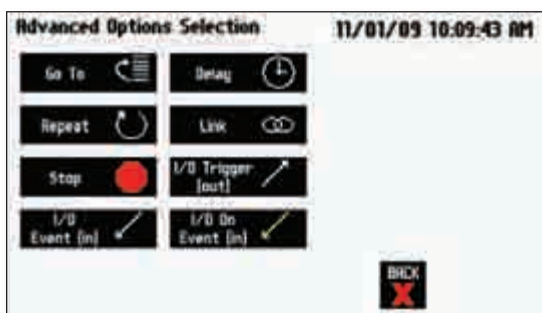 Advanced Options Selection 11/01/09 10:09:43 AM
Go To Delay
Repeat Link
Stop I/O Trigger
[out]
I/O
Event [in]
I/O On
Event [in]
BACK
X